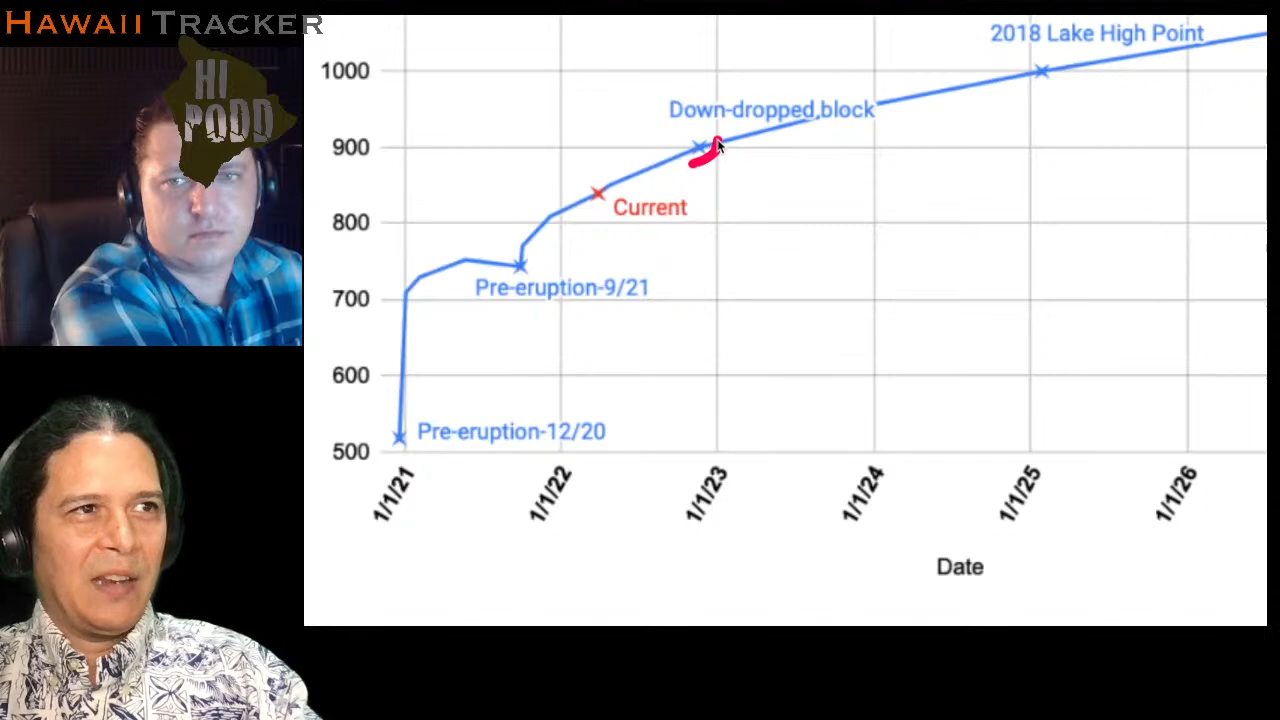 HAWAII TRACKER
HI
PODD
2018 Lake High Point
1000
Down-dropped block
900
Current
800
Pre-eruption-9/21
700
600
Pre-eruption-12/20
500
1/1/21
1/1/22
1/1/23
1/1/24
1/1/25
1/1/26
Date